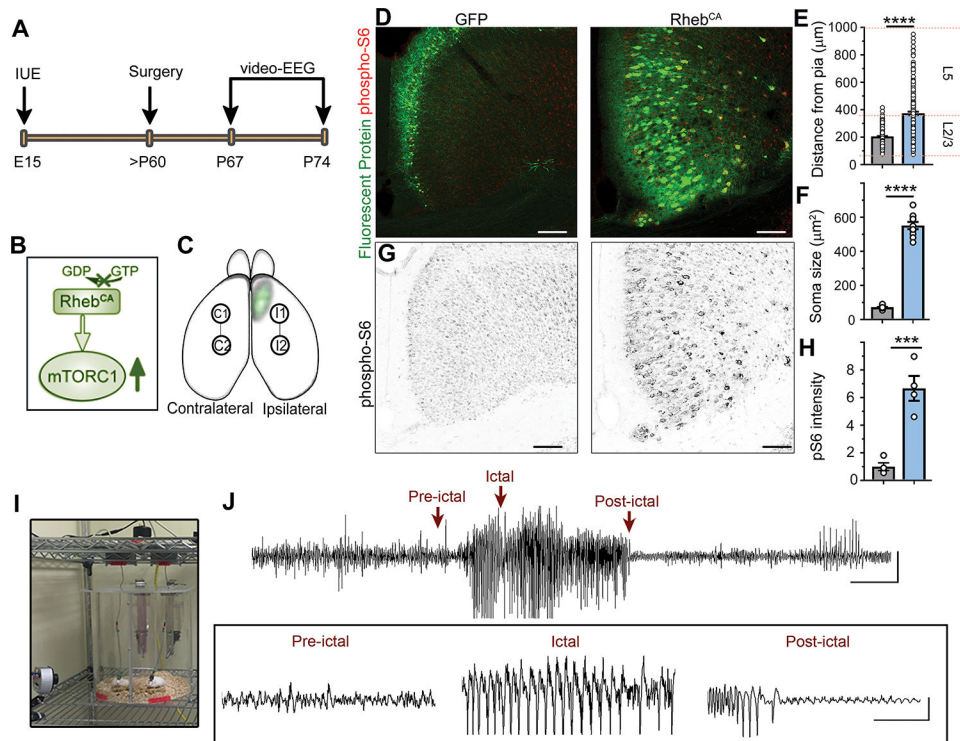 A
IUE
Surgery
video-EEG
E15
>P60
P67
P74
B
GDP
GTP
Rheb^CA
mTORC1
C
C1
I1
C2
I2
Contralateral
Ipsilateral
D
GFP
Rheb^CA
Fluorescent Protein phospho-S6
E
****
Distance from pia (μm)
1000
800
600
400
200
0
L5
L2/3
F
****
Soma size (μm²)
600
400
200
0
G
phospho-S6
H
***
pS6 intensity
8
6
4
2
0
I
J
Pre-ictal
Ictal
Post-ictal
Pre-ictal
Ictal
Post-ictal